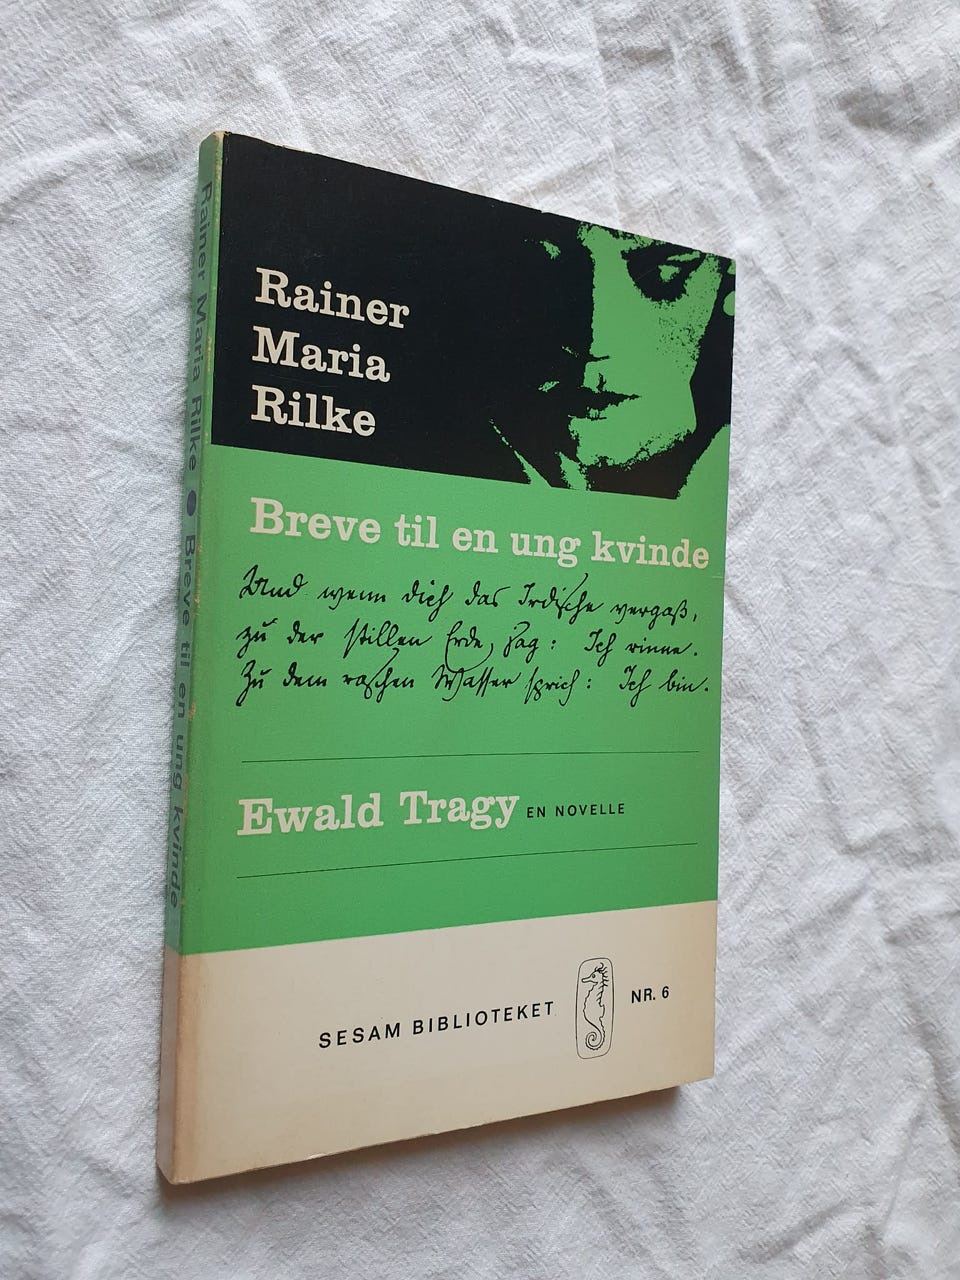 Rainer Maria Rilke ● Breve til en ung kvinde
Rainer
Maria
Rilke
Breve til en ung kvinde
Und wenn dich das Irdische vergaß,
zu der stillen Erde sag: Ich rinne.
Zu dem raschen Wasser sprich: Ich bin.
Ewald Tragy EN NOVELLE
SESAM BIBLIOTEKET NR. 6